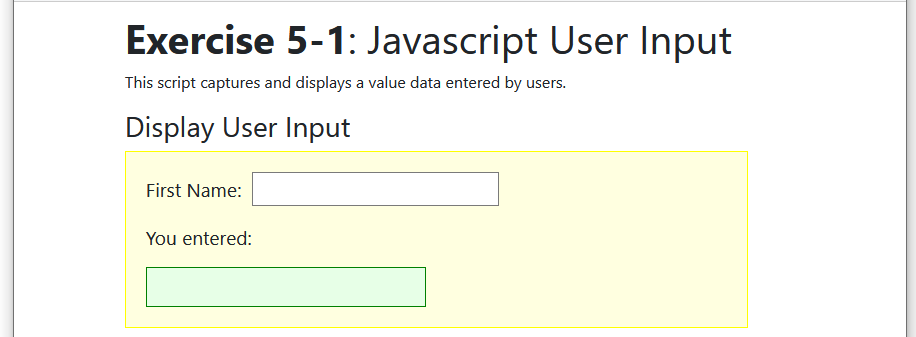 Exercise 5-1: Javascript User Input
This script captures and displays a value data entered by users.
Display User Input
First Name:
You entered: